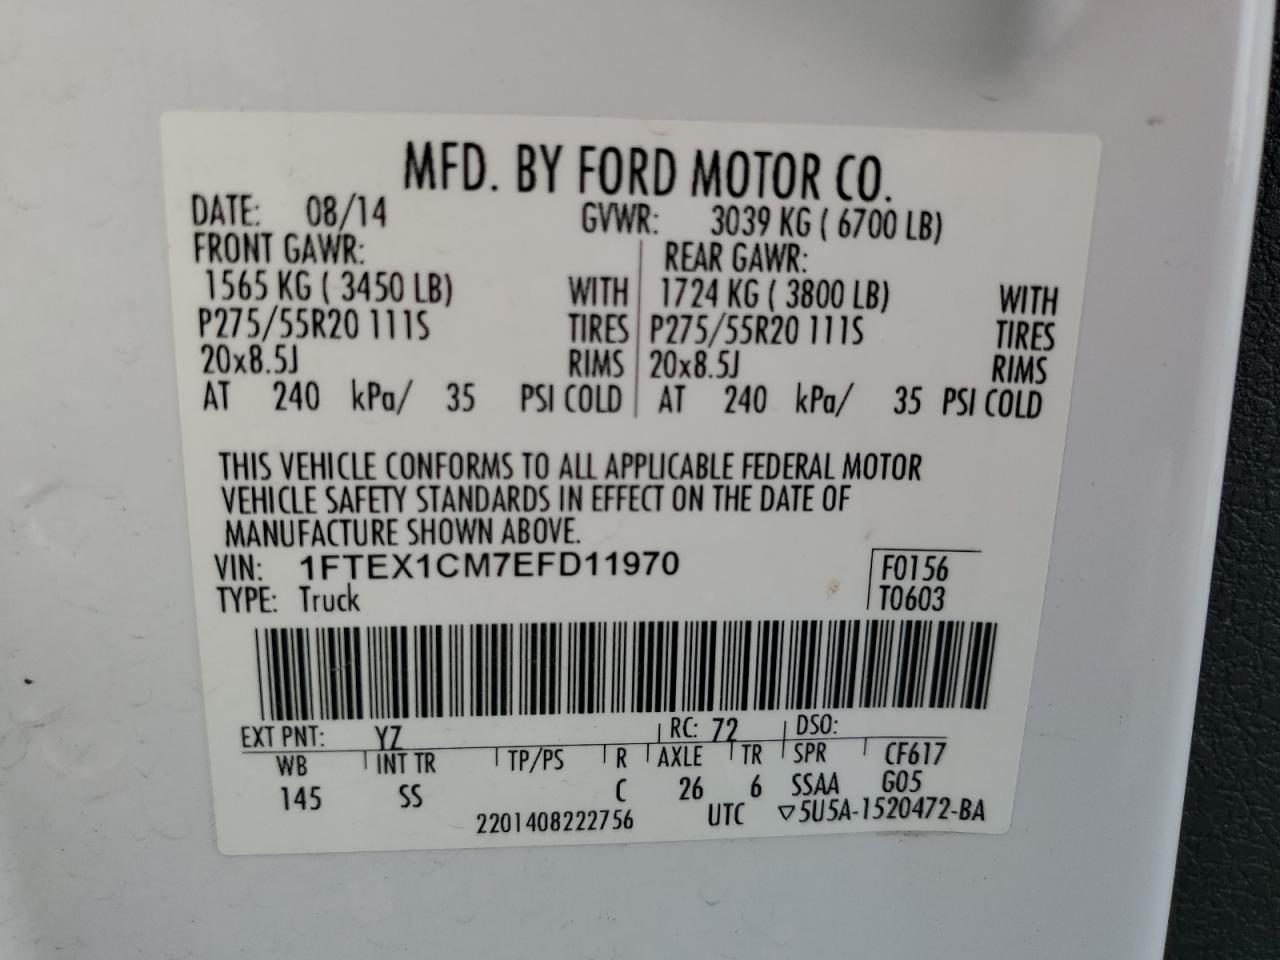 MFD. BY FORD MOTOR CO.
DATE: 08/14 GVWR: 3039 KG ( 6700 LB)
FRONT GAWR: REAR GAWR:
1565 KG ( 3450 LB) WITH 1724 KG ( 3800 LB) WITH
P275/55R20 111S TIRES P275/55R20 111S TIRES
20x8.5J RIMS 20x8.5J RIMS
AT 240 kPa/ 35 PSI COLD AT 240 kPa/ 35 PSI COLD
THIS VEHICLE CONFORMS TO ALL APPLICABLE FEDERAL MOTOR
VEHICLE SAFETY STANDARDS IN EFFECT ON THE DATE OF
MANUFACTURE SHOWN ABOVE.
VIN: 1FTEX1CM7EFD11970 F0156
TYPE: Truck T0603
EXT PNT: YZ RC: 72 DSO:
WB INT TR TP/PS R AXLE TR SPR CF617
145 SS C 26 6 SSAA G05
2201408222756 UTC ▽5U5A-1520472-BA